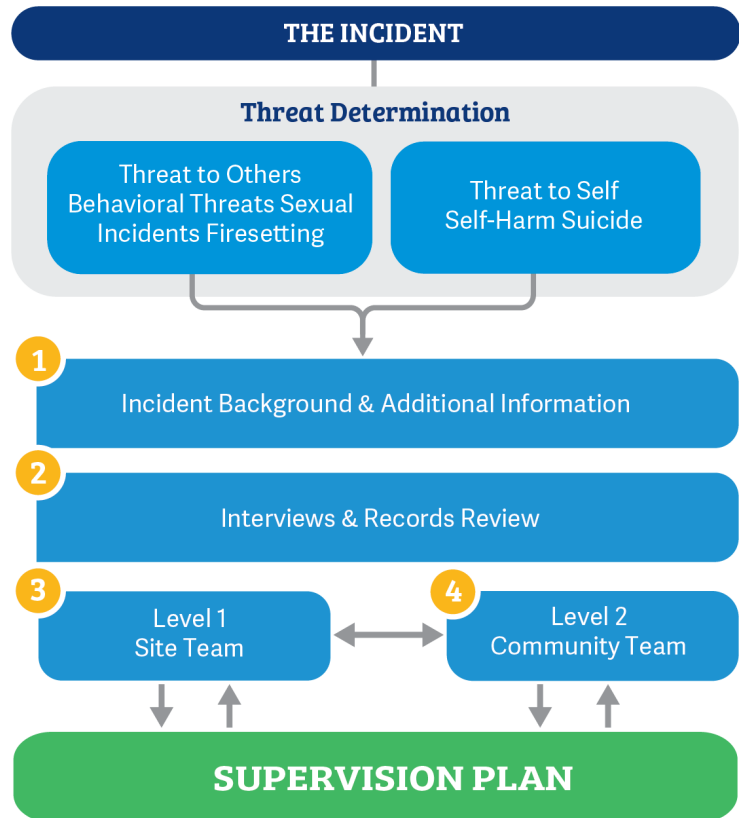 THE INCIDENT
Threat Determination
Threat to Others
Behavioral Threats Sexual
Incidents Firesetting
Threat to Self
Self-Harm Suicide
1
Incident Background & Additional Information
2
Interviews & Records Review
3
Level 1
Site Team
4
Level 2
Community Team
SUPERVISION PLAN